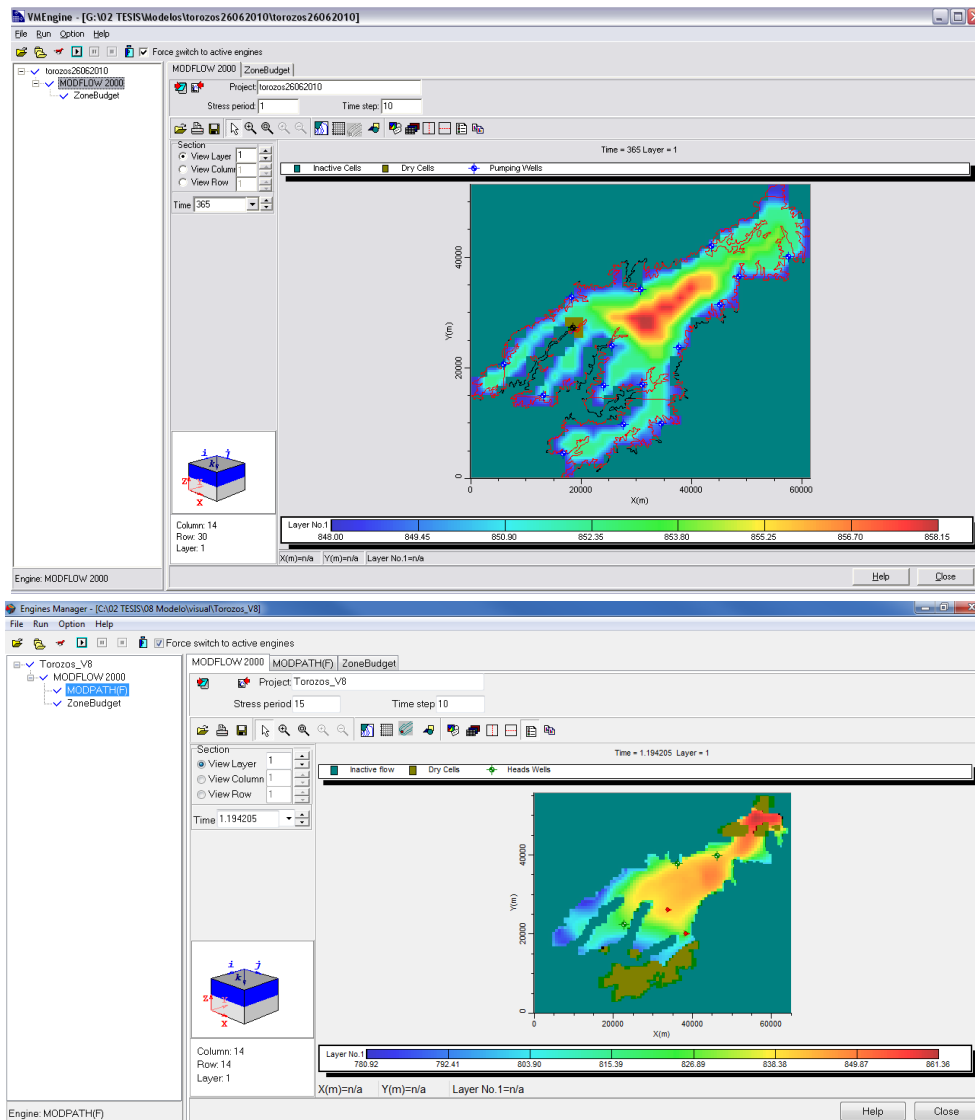 VMEngine - [G:\02 TESIS\Modelos\torozos26062010\torozos26062010]
File Run Option Help
Force switch to active engines
torozos26062010
MODFLOW 2000
ZoneBudget
MODFLOW 2000 ZoneBudget
Project: torozos26062010
Stress period: 1 Time step: 10
Section
View Layer 1
View Column 1
View Row 1
Time 365
Time = 365 Layer = 1
Inactive Cells Dry Cells Pumping Wells
Y(m)
40000
20000
0
0 20000 40000 60000
X(m)
i j
k
Z
X
Column: 14
Row: 30
Layer: 1
Layer No.1
848.00 849.45 850.90 852.35 853.80 855.25 856.70 858.15
X(m)=n/a Y(m)=n/a Layer No.1=n/a
Engine: MODFLOW 2000
Help Close
Engines Manager - [C:\02 TESIS\08 Modelo\visual\Torozos_V8]
File Run Option Help
Force switch to active engines
Torozos_V8
MODFLOW 2000
MODPATH(F)
ZoneBudget
MODFLOW 2000 MODPATH(F) ZoneBudget
Project: Torozos_V8
Stress period 15 Time step 10
Section
View Layer 1
View Column 1
View Row 1
Time 1.194205
Time = 1.194205 Layer = 1
Inactive flow Dry Cells Heads Wells
Y(m)
40000
20000
0
0 20000 40000 60000
X(m)
i j
k
Z
X
Column: 14
Row: 14
Layer: 1
Layer No.1
780.92 792.41 803.90 815.39 826.89 838.38 849.87 861.36
X(m)=n/a Y(m)=n/a Layer No.1=n/a
Engine: MODPATH(F)
Help Close